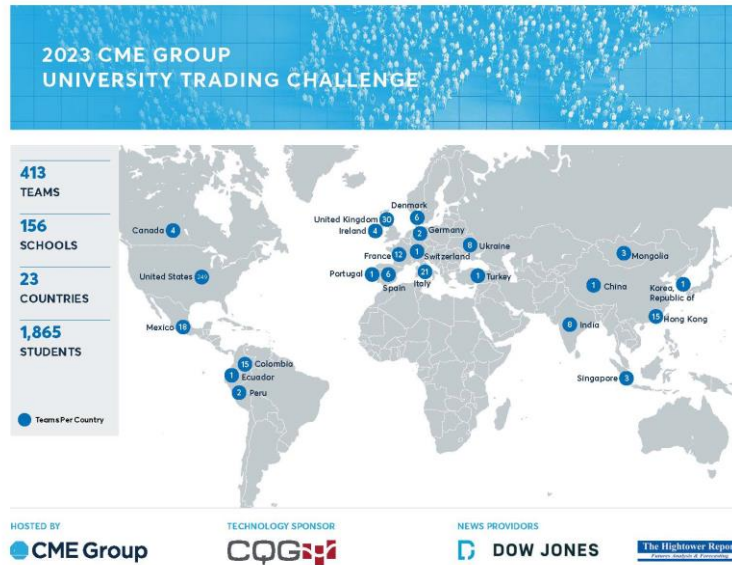 2023 CME GROUP
UNIVERSITY TRADING CHALLENGE
413
TEAMS
156
SCHOOLS
23
COUNTRIES
1,865
STUDENTS
Teams Per Country
Canada 4
United States 249
Mexico 18
15 Colombia
1
Ecuador
2 Peru
Denmark
6
United Kingdom 30
Ireland 4
2 Germany
8 Ukraine
France 12
1 Switzerland
Portugal 1
6
Spain
21
Italy
1 Turkey
3 Mongolia
1 China
Korea,
Republic of
1
15 Hong Kong
8 India
Singapore 3
HOSTED BY
CME Group
TECHNOLOGY SPONSOR
CQG
NEWS PROVIDORS
DOW JONES
The Hightower Repor
Futures Analysis & Forecasting